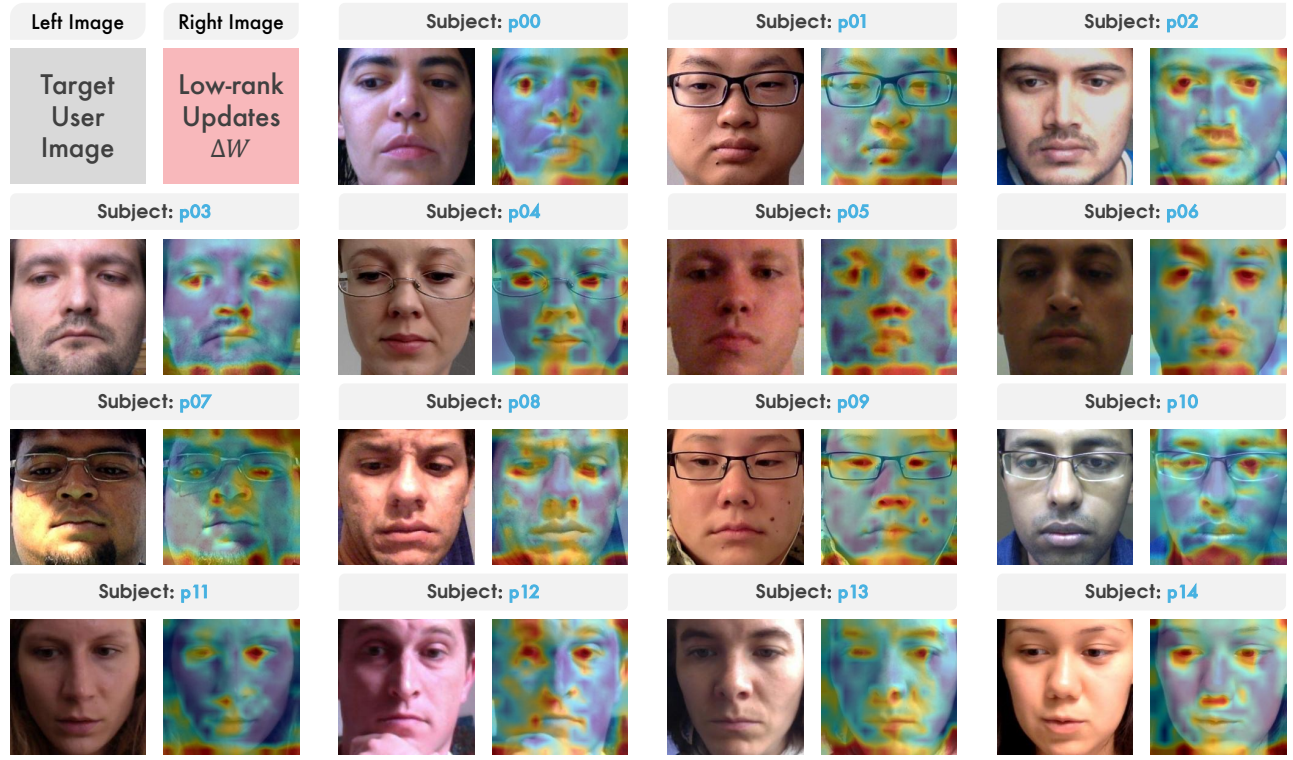 Left Image
Right Image
Subject: p00
Subject: p01
Subject: p02
Target
User
Image
Low-rank
Updates
ΔW
Subject: p03
Subject: p04
Subject: p05
Subject: p06
Subject: p07
Subject: p08
Subject: p09
Subject: p10
Subject: p11
Subject: p12
Subject: p13
Subject: p14